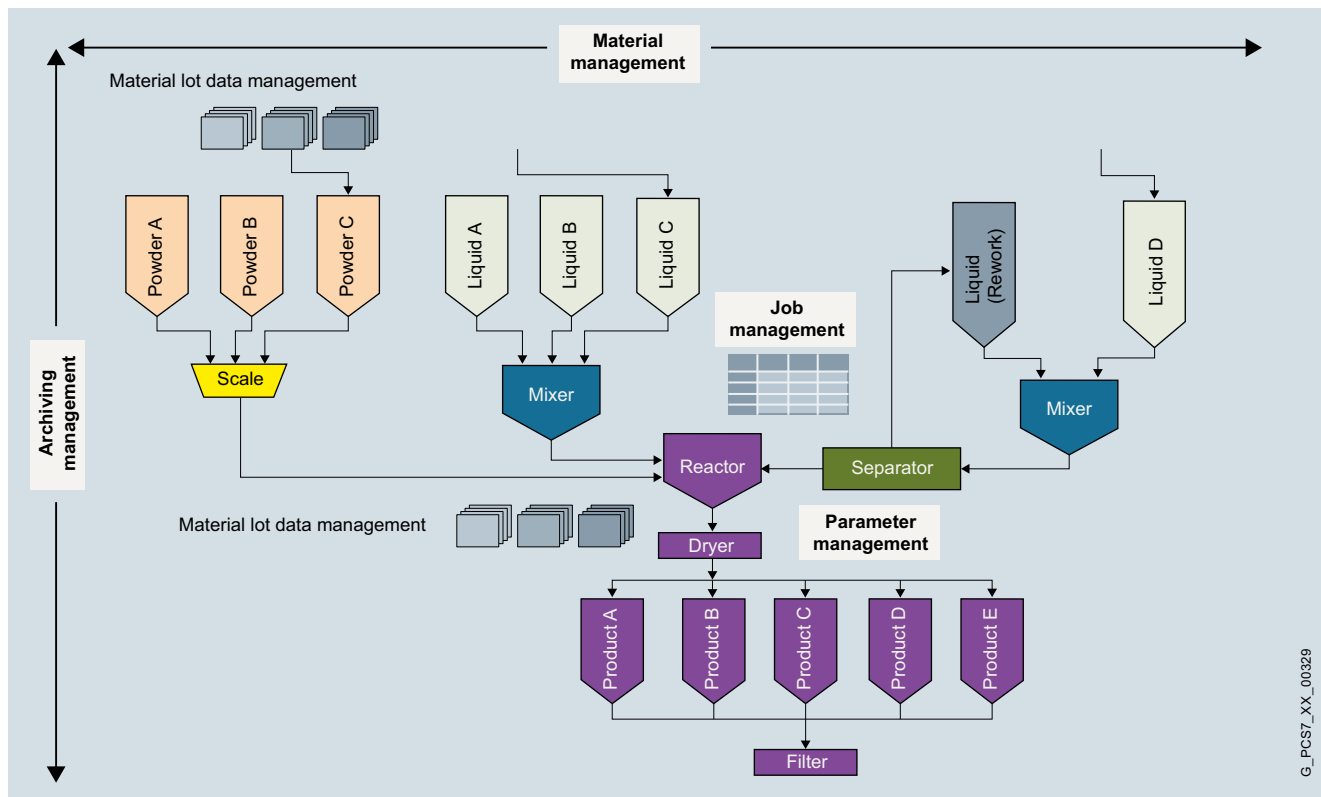 Material
management
Material lot data management
Archiving
management
Powder A
Powder B
Powder C
Liquid A
Liquid B
Liquid C
Liquid
(Rework)
Liquid D
Job
management
Scale
Mixer
Mixer
Reactor
Separator
Material lot data management
Parameter
management
Dryer
Product A
Product B
Product C
Product D
Product E
Filter
G_PCS7_XX_00329